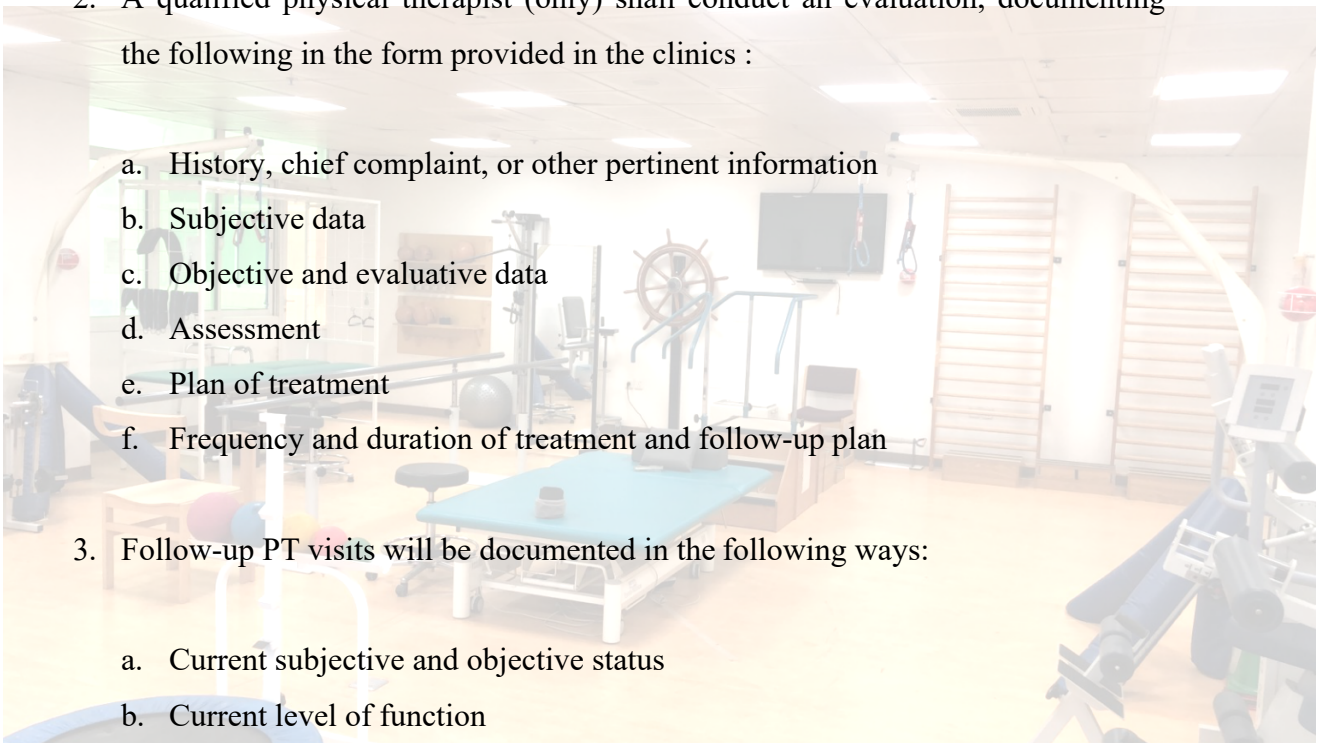 2. A qualified physical therapist (only) shall conduct an evaluation, documenting
the following in the form provided in the clinics :
a. History, chief complaint, or other pertinent information
b. Subjective data
c. Objective and evaluative data
d. Assessment
e. Plan of treatment
f. Frequency and duration of treatment and follow-up plan
3. Follow-up PT visits will be documented in the following ways:
a. Current subjective and objective status
b. Current level of function